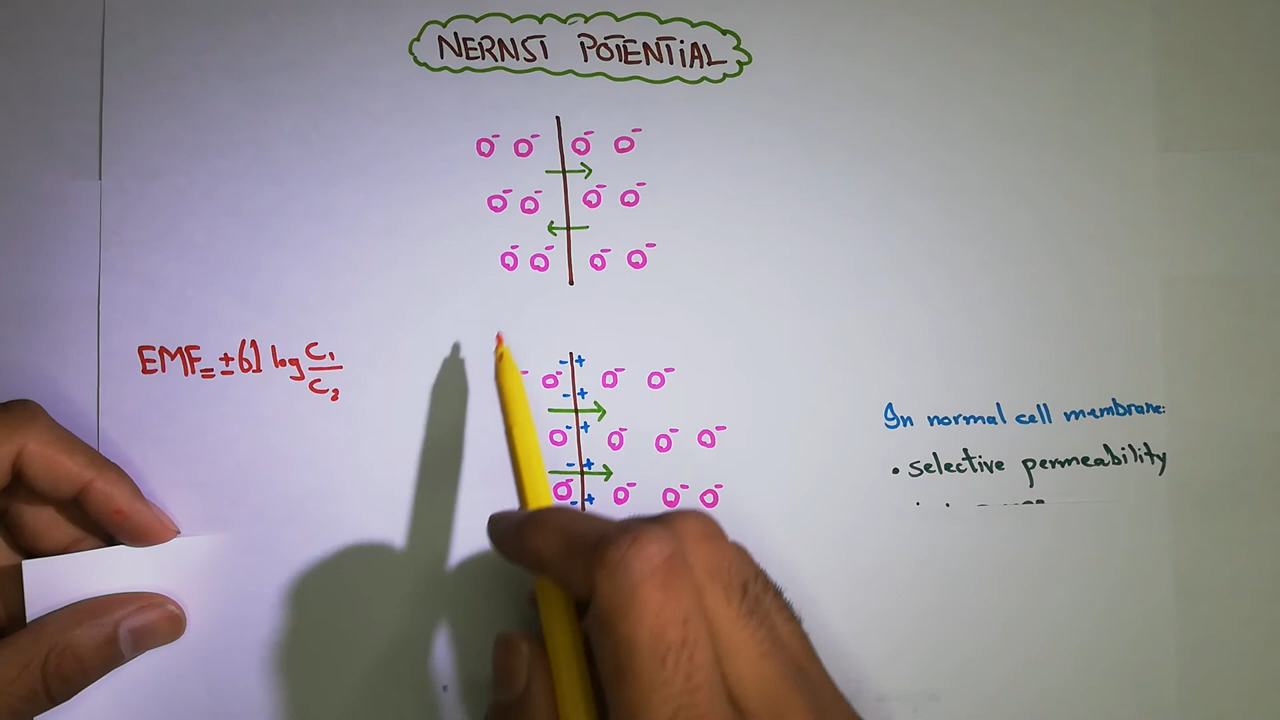 NERNST POTENTIAL
O⁻ O⁻ O⁻ O⁻
O⁻ O⁻ O⁻ O⁻
O⁻ O⁻ O⁻ O⁻
EMF = ±61 log C₁/C₂
- +
O⁻ O⁻ O⁻
- +
- +
O⁻ O⁻ O⁻ O⁻
- +
O⁻ O⁻ O⁻ O⁻
- +
In normal cell membrane:
• selective permeability